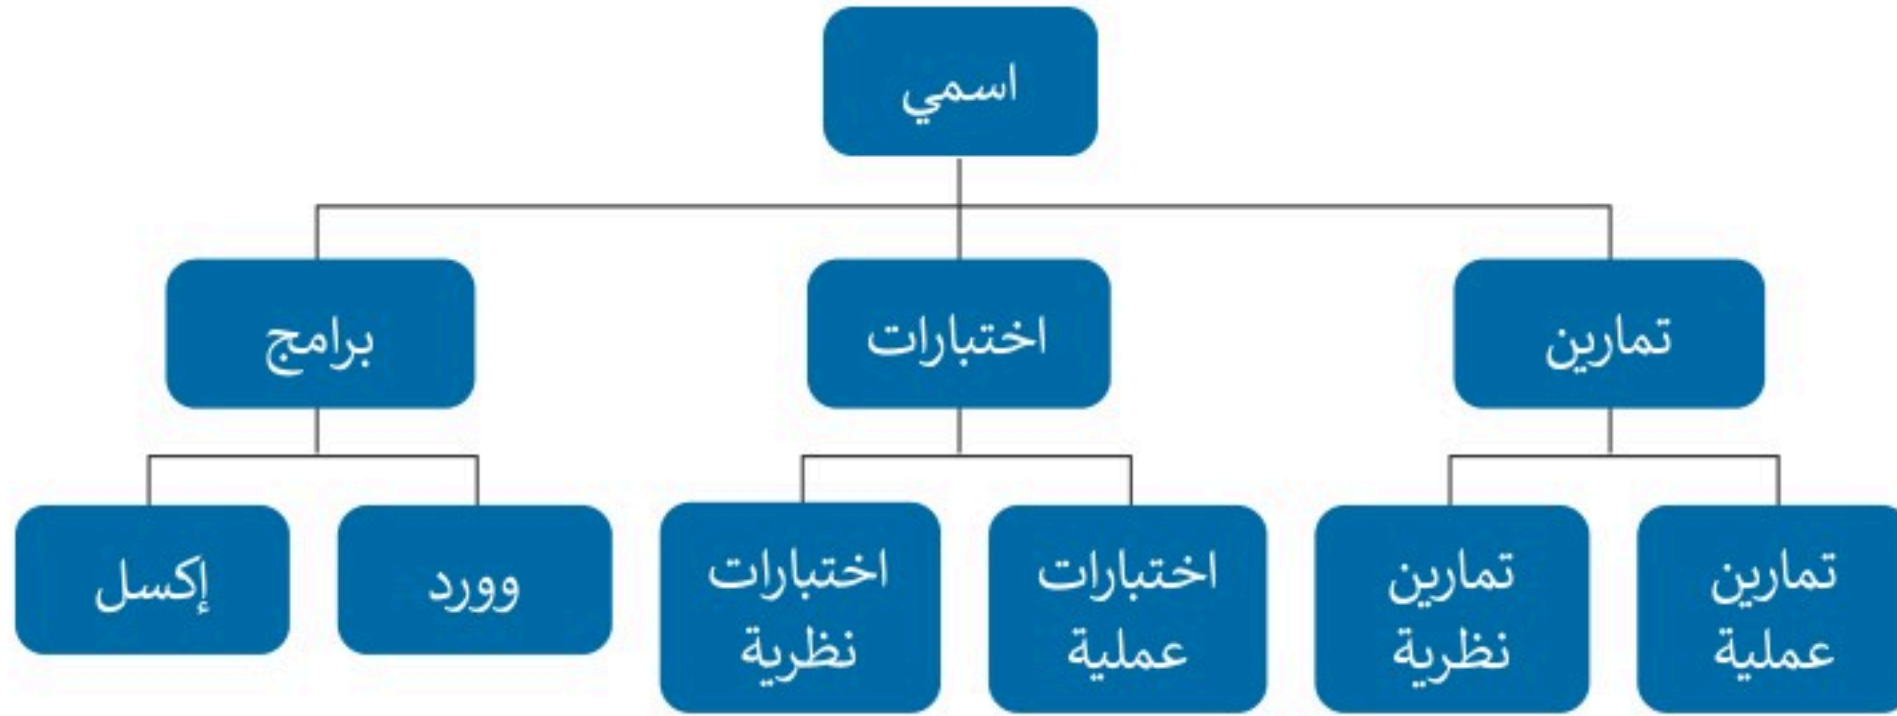 اسمي
تمارين
اختبارات
برامج
تمارين
عملية
تمارين
نظرية
اختبارات
عملية
اختبارات
نظرية
وورد
إكسل